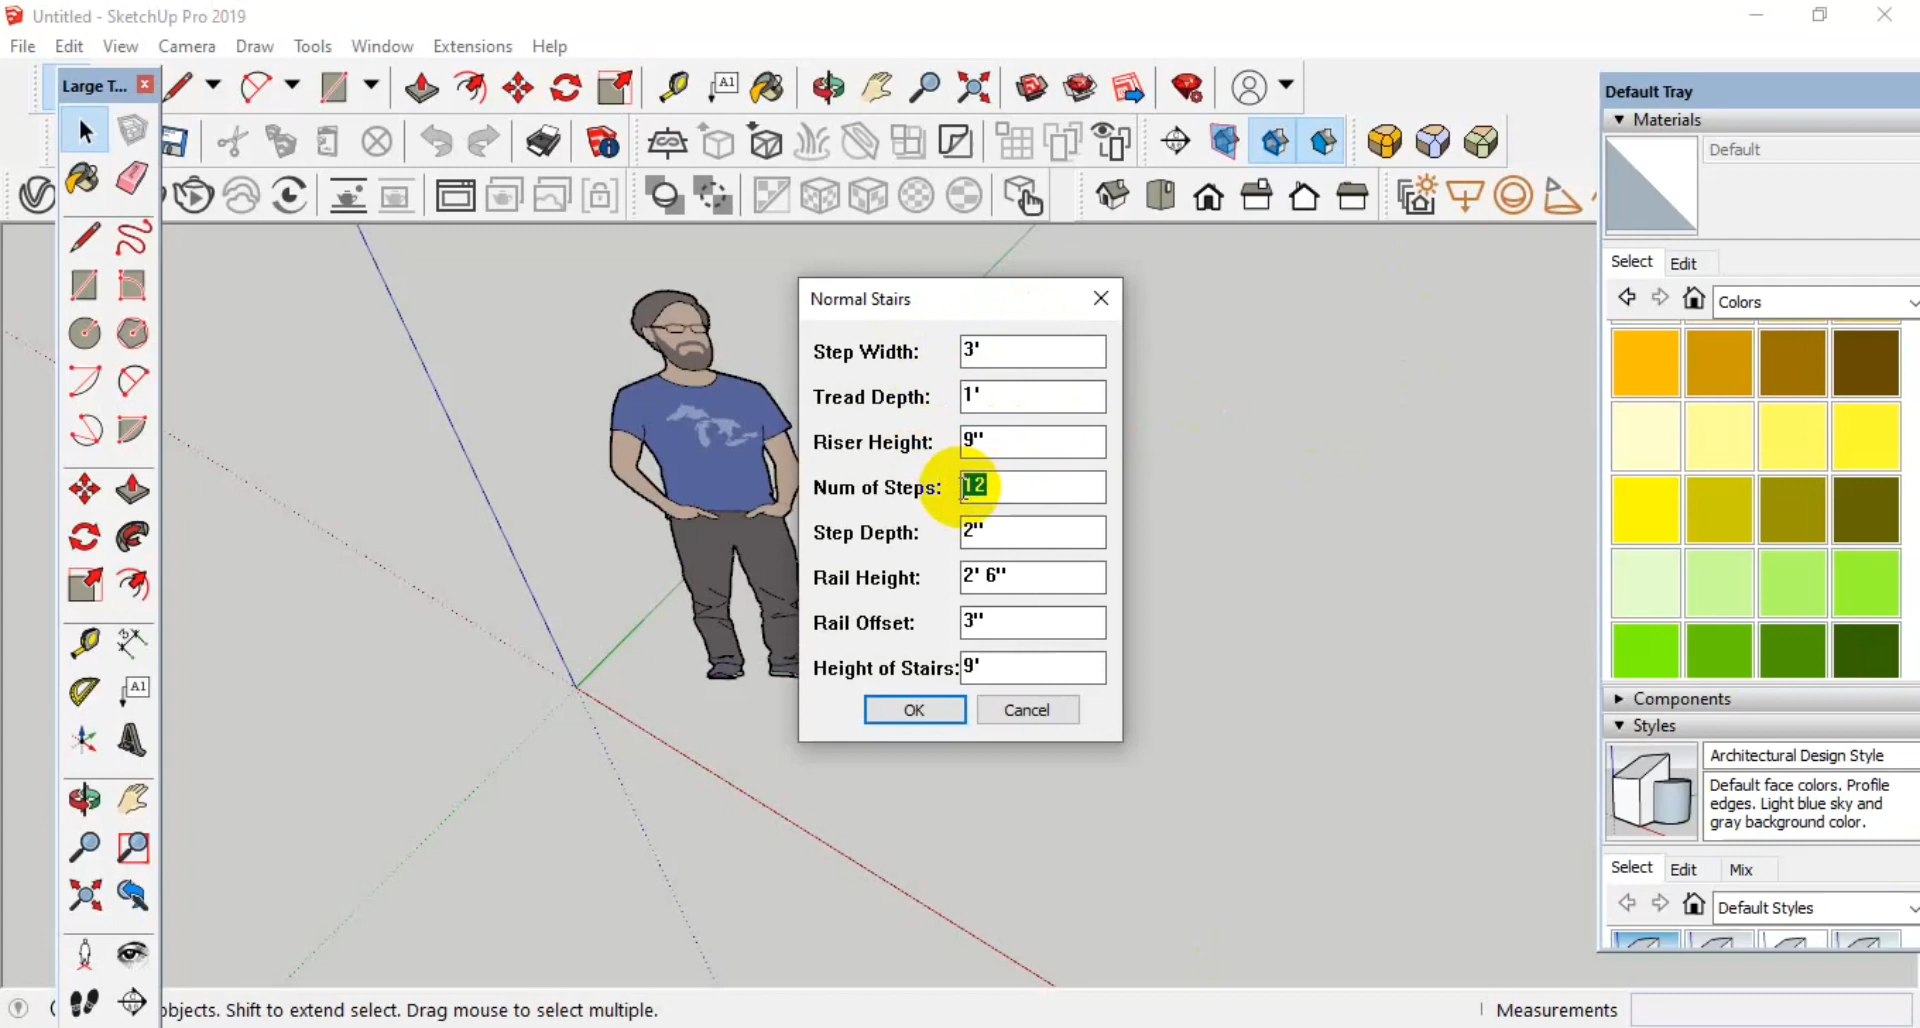 Untitled - SketchUp Pro 2019
File Edit View Camera Draw Tools Window Extensions Help
Large T...
A1
Default Tray
Materials
Default
Select Edit
Colors
Normal Stairs
Step Width: 3'
Tread Depth: 1'
Riser Height: 9"
Num of Steps: 12
Step Depth: 2"
Rail Height: 2' 6"
Rail Offset: 3"
Height of Stairs: 9'
OK Cancel
A1
Components
Styles
Architectural Design Style
Default face colors. Profile
edges. Light blue sky and
gray background color.
Select Edit Mix
Default Styles
objects. Shift to extend select. Drag mouse to select multiple.
Measurements